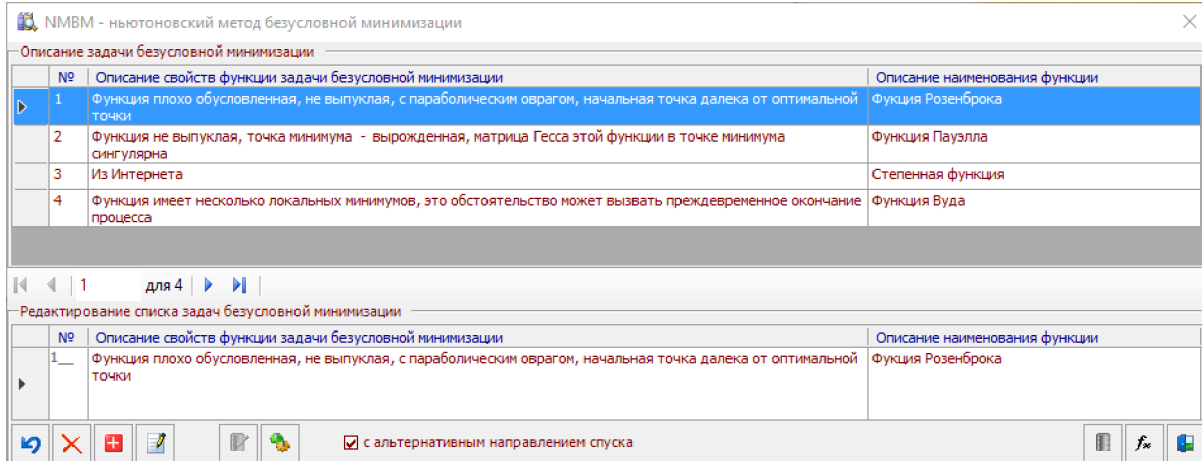 NMBM - ньютоновский метод безусловной минимизации
Описание задачи безусловной минимизации
№ Описание свойств функции задачи безусловной минимизации Описание наименования функции
1 Функция плохо обусловленная, не выпуклая, с параболическим оврагом, начальная точка далека от оптимальной Фукция Розенброка
точки
2 Функция не выпуклая, точка минимума - вырожденная, матрица Гесса этой функции в точке минимума Функция Пауэлла
сингулярна
3 Из Интернета Степенная функция
4 Функция имеет несколько локальных минимумов, это обстоятельство может вызвать преждевременное окончание Функция Вуда
процесса
1 для 4
Редактирование списка задач безусловной минимизации
№ Описание свойств функции задачи безусловной минимизации Описание наименования функции
1__ Функция плохо обусловленная, не выпуклая, с параболическим оврагом, начальная точка далека от оптимальной Фукция Розенброка
точки
с альтернативным направлением спуска